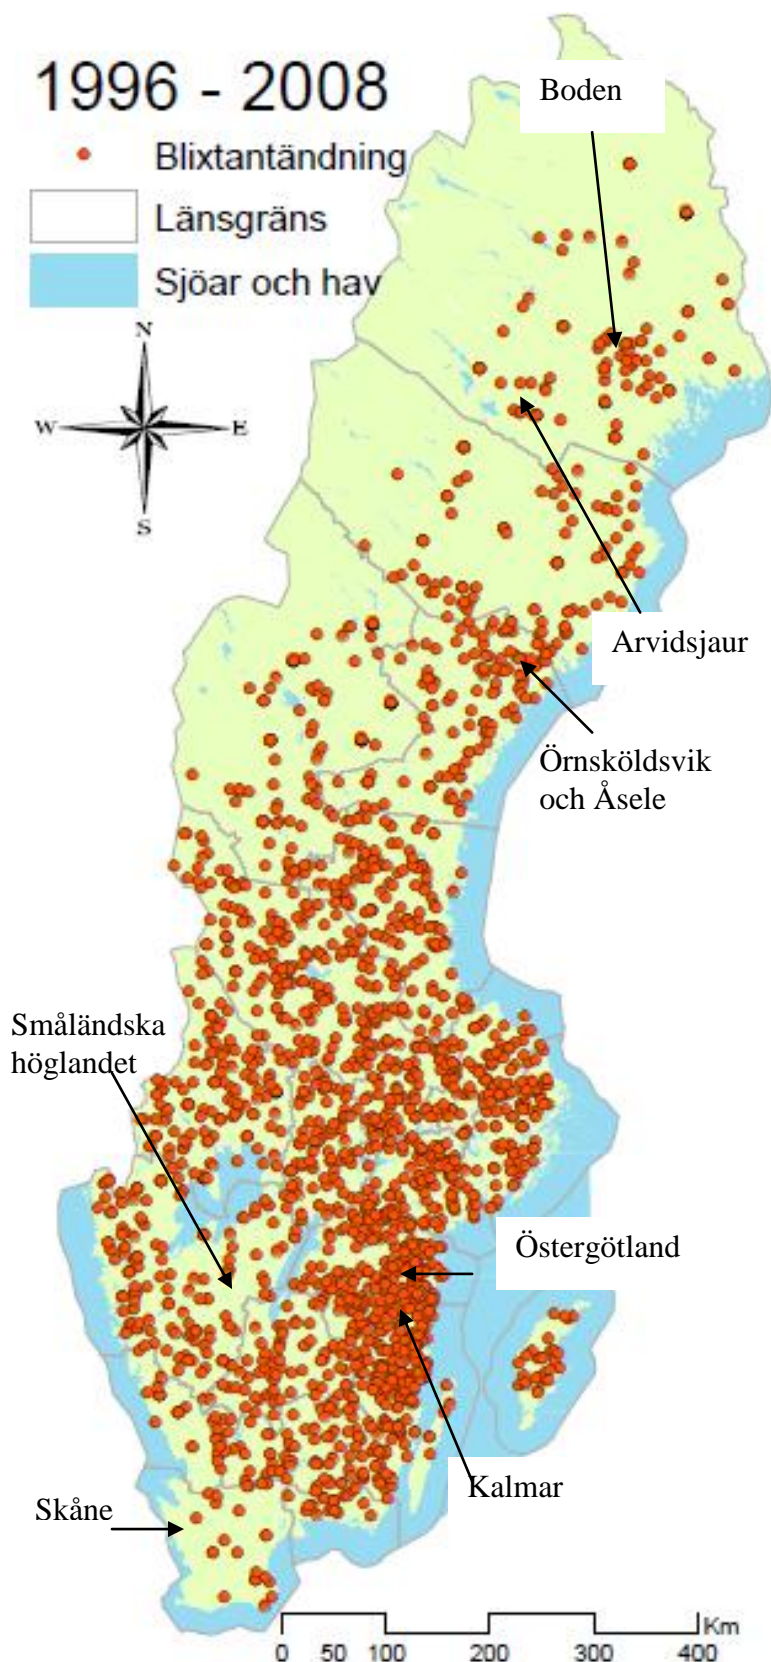 1996 - 2008
Blixtantändning
Länsgräns
Sjöar och hav
N
W
E
S
Boden
Arvidsjaur
Örnsköldsvik
och Åsele
Småländska
höglandet
Östergötland
Kalmar
Skåne
Km
0 50 100 200 300 400